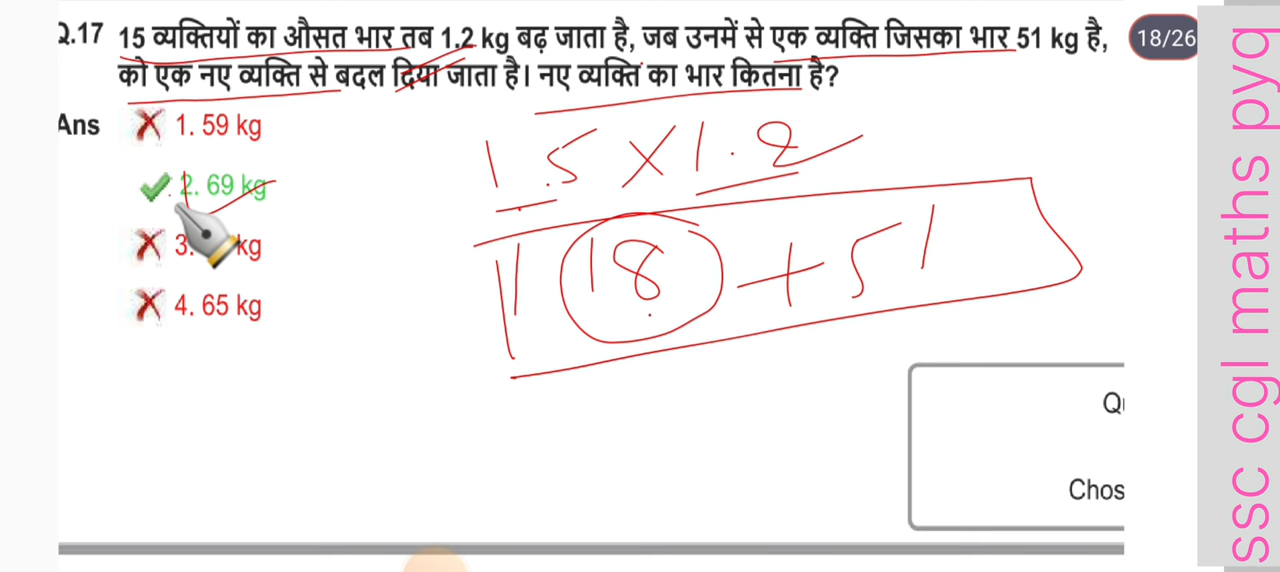 Q.17 15 व्यक्तियों का औसत भार तब 1.2 kg बढ़ जाता है, जब उनमें से एक व्यक्ति जिसका भार 51 kg है,
को एक नए व्यक्ति से बदल दिया जाता है। नए व्यक्ति का भार कितना है?
18/26
Ans 1. 59 kg
2. 69 kg
3. kg
4. 65 kg
15 × 1.2
18 + 51
Chos
ssc cgl maths pyq